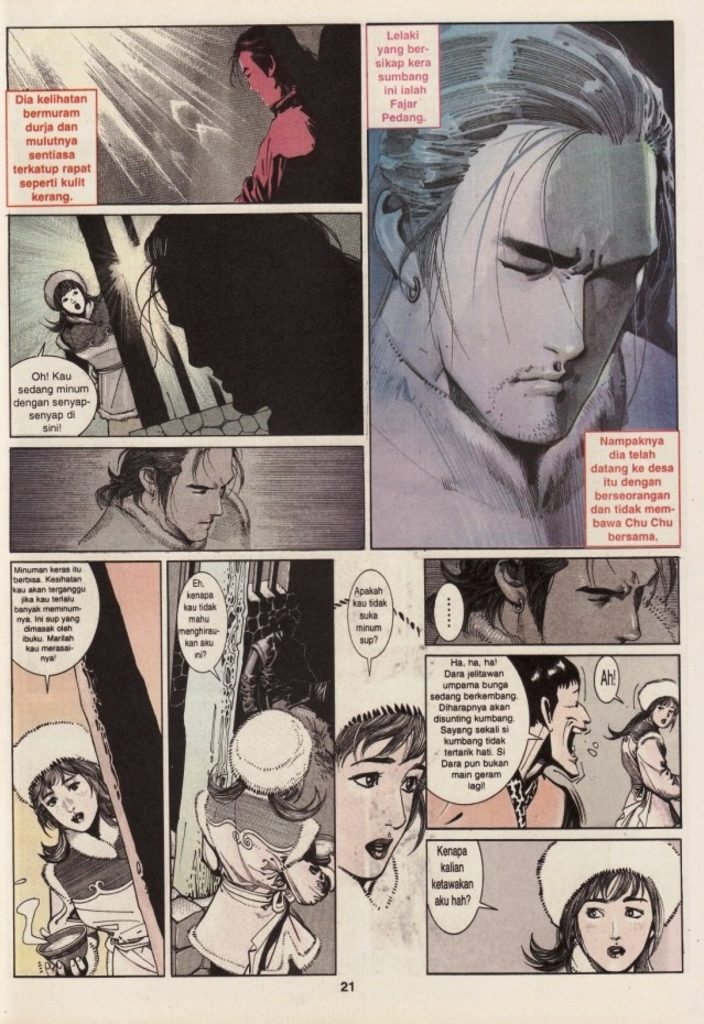 Dia kelihatan
bermuram
durja dan
mulutnya
sentiasa
terkatup rapat
seperti kulit
kerang.
Lelaki
yang ber-
sikap kera
sumbang
ini ialah
Fajar
Pedang.
Oh! Kau
sedang minum
dengan senyap-
senyap di
sini!
Nampaknya
dia telah
datang ke desa
itu dengan
berseorangan
dan tidak mem-
bawa Chu Chu
bersama.
Minuman keras itu
berbisa. Kesihatan
kau akan terganggu
jika kau terlalu
banyak meminum-
nya. Ini sup yang
dimasak oleh
ibuku. Marilah
kau merasai-
nya!
Eh,
kenapa
kau tidak
mahu
menghirau-
kan aku
ini?
Apakah
kau tidak
suka
minum
sup?
......
Ha, ha, ha!
Dara jelitawan
umpama bunga
sedang berkembang.
Diharapnya akan
disunting kumbang.
Sayang sekali si
kumbang tidak
tertarik hati. Si
Dara pun bukan
main geram
lagi!
Ah!
Kenapa
kalian
ketawakan
aku hah?
21